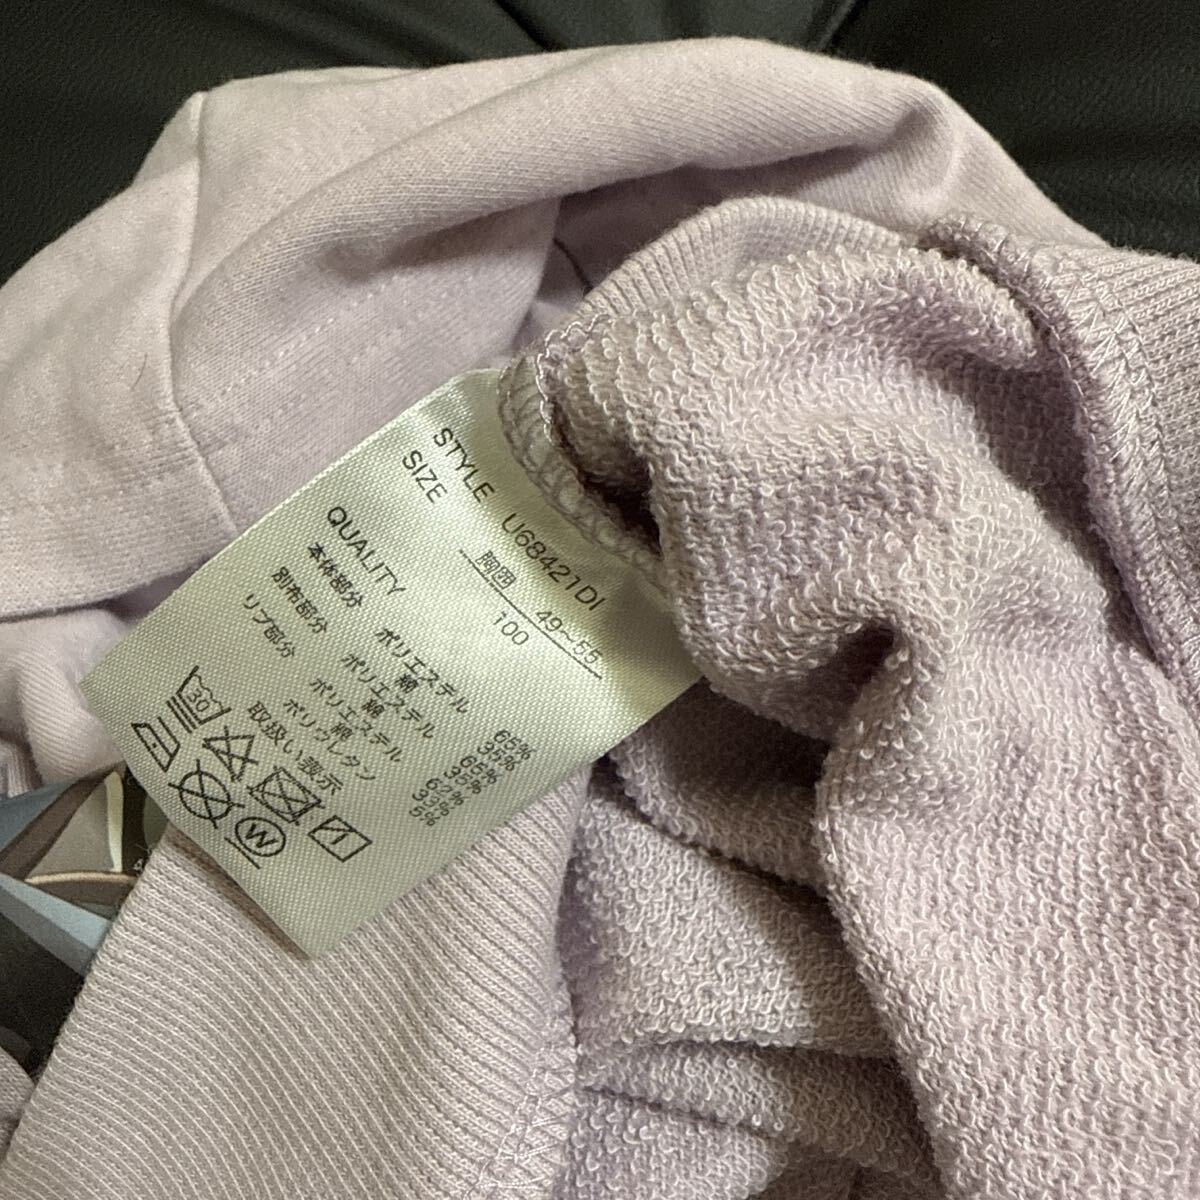 STYLE U68421DI
SIZE 胸囲 49~55
100
QUALITY
本体部分 ポリエステル 65%
綿 35%
別布部分 ポリエステル 65%
綿 35%
リブ部分 ポリエステル 62%
綿 33%
ポリウレタン 5%
取扱い表示
30
W